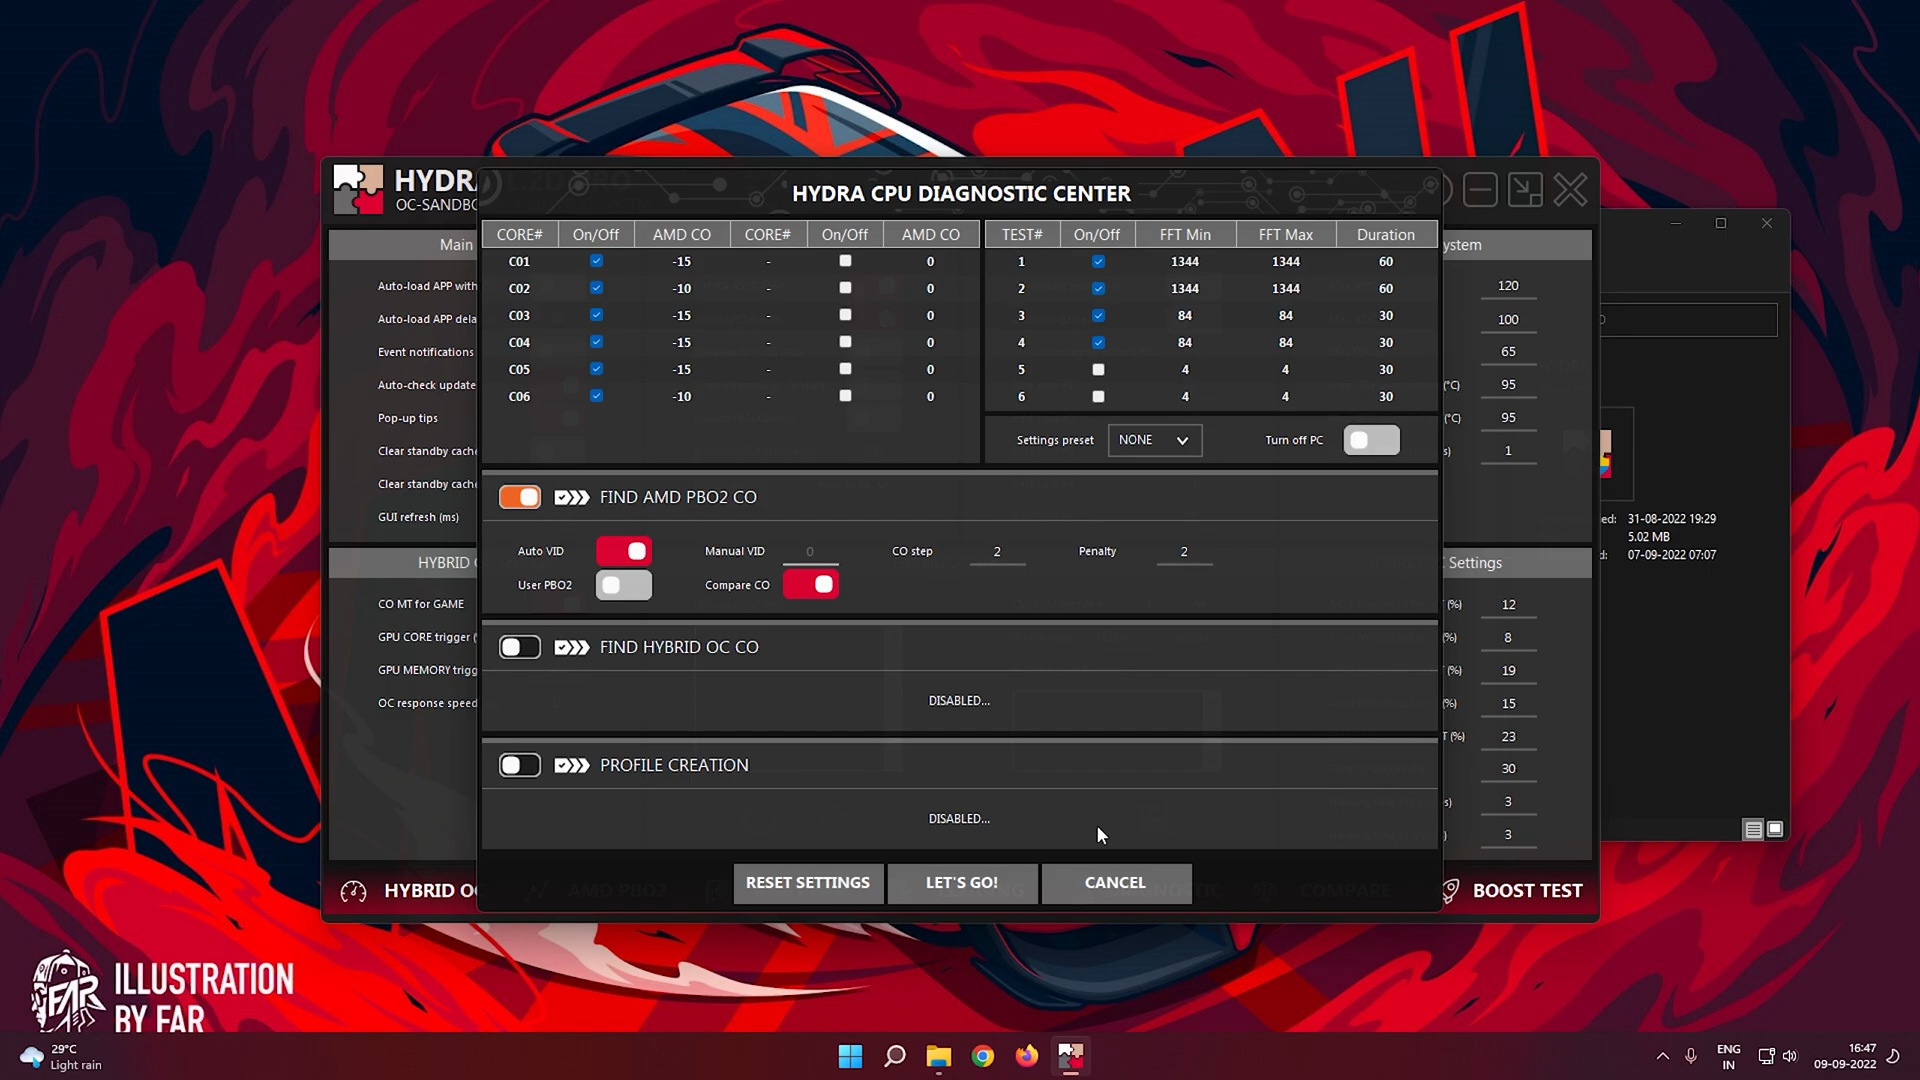 HYDRA
OC-SANDBO
HYDRA CPU DIAGNOSTIC CENTER
CORE# On/Off AMD CO CORE# On/Off AMD CO
C01 -15 - 0
C02 -10 - 0
C03 -15 - 0
C04 -15 - 0
C05 -15 - 0
C06 -10 - 0
TEST# On/Off FFT Min FFT Max Duration
1 1344 1344 60
2 1344 1344 60
3 84 84 30
4 84 84 30
5 4 4 30
6 4 4 30
Settings preset NONE Turn off PC
Main
Auto-load APP with
Auto-load APP dela
Event notifications
Auto-check update
Pop-up tips
Clear standby cache
Clear standby cache
GUI refresh (ms)
HYBRID O
CO MT for GAME
GPU CORE trigger (
GPU MEMORY trigg
OC response speed
FIND AMD PBO2 CO
Auto VID Manual VID 0 CO step 2 Penalty 2
User PBO2 Compare CO
FIND HYBRID OC CO
DISABLED...
PROFILE CREATION
DISABLED...
RESET SETTINGS LET'S GO! CANCEL
ystem
120
100
65
(°C) 95
(°C) 95
s) 1
Settings
(%) 12
(%) 8
T (%) 19
(%) 15
T (%) 23
30
s) 3
) 3
ed: 31-08-2022 19:29
5.02 MB
d: 07-09-2022 07:07
HYBRID OC AMD PBO2 COMPARE BOOST TEST
FAR
ILLUSTRATION
BY FAR
29°C
Light rain
ENG
IN
16:47
09-09-2022